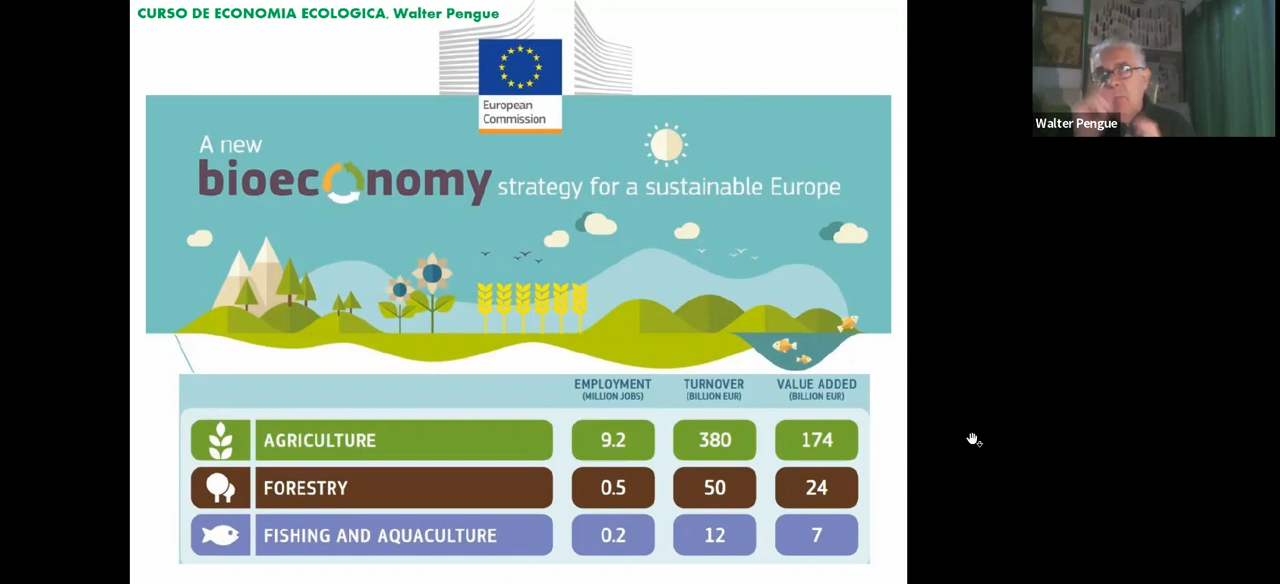 CURSO DE ECONOMIA ECOLOGICA, Walter Pengue
European
Commission
A new
bioeconomy strategy for a sustainable Europe
EMPLOYMENT TURNOVER VALUE ADDED
(MILLION JOBS) (BILLION EUR) (BILLION EUR)
AGRICULTURE 9.2 380 174
FORESTRY 0.5 50 24
FISHING AND AQUACULTURE 0.2 12 7
Walter Pengue